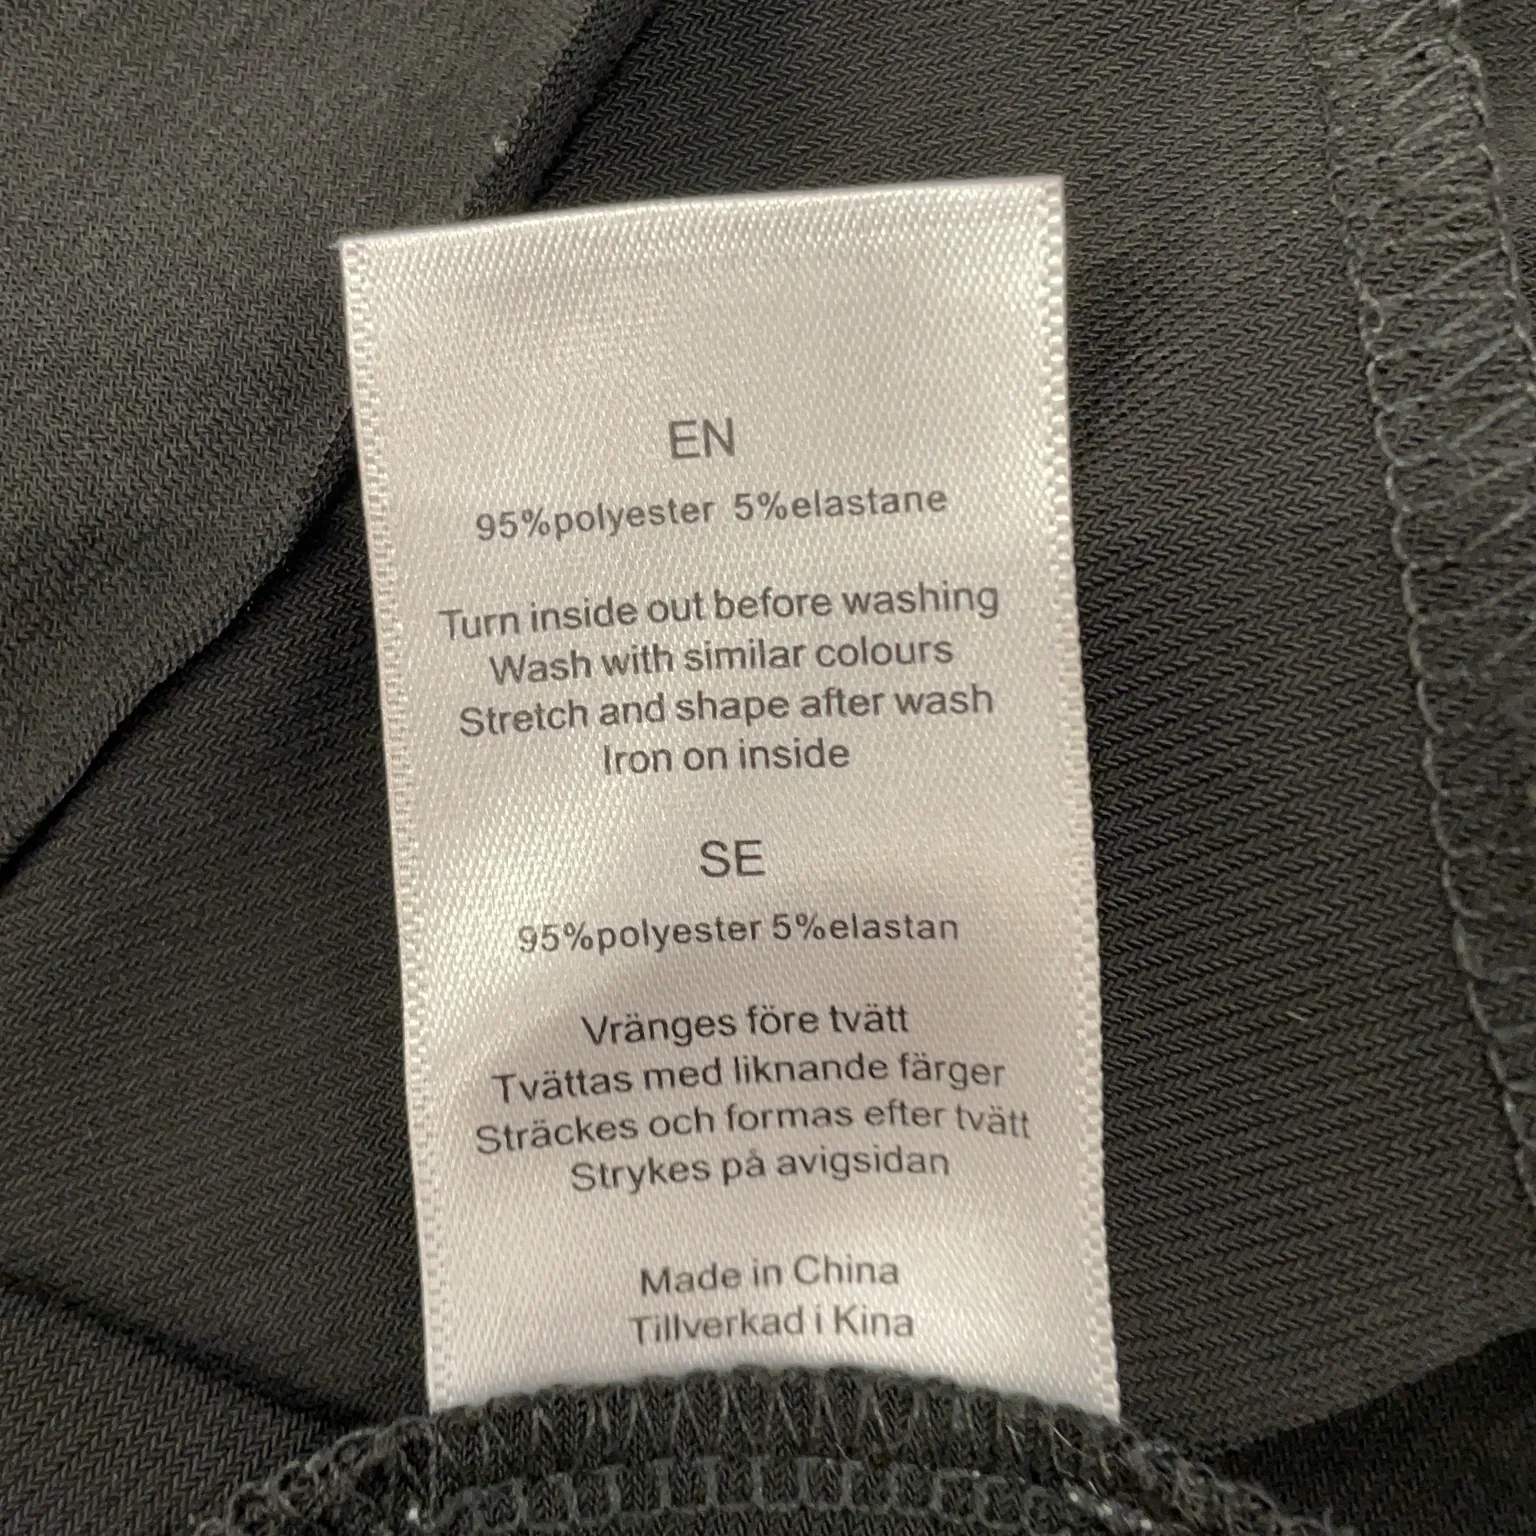 EN
95%polyester 5%elastane
Turn inside out before washing
Wash with similar colours
Stretch and shape after wash
Iron on inside
SE
95%polyester 5%elastan
Vränges före tvätt
Tvättas med liknande färger
Sträckes och formas efter tvätt
Strykes på avigsidan
Made in China
Tillverkad i Kina